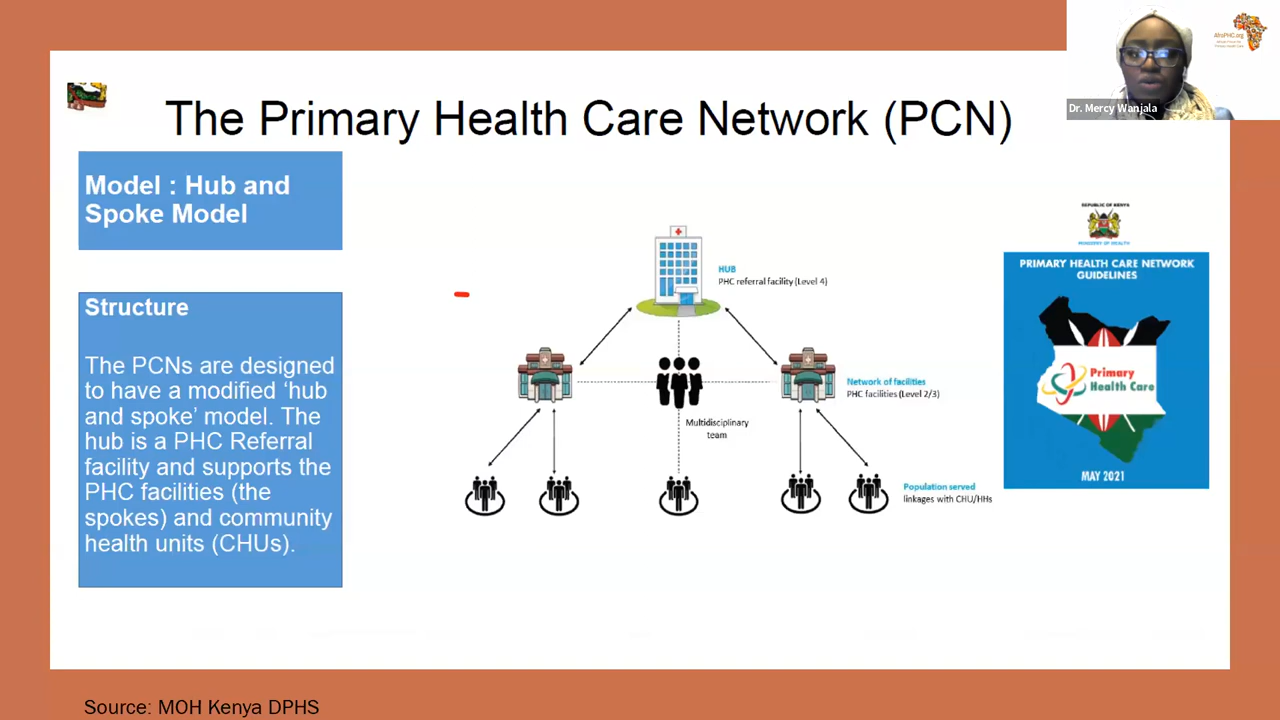 AfroPHC.org
Dr. Mercy Wanjala
The Primary Health Care Network (PCN)
Model : Hub and
Spoke Model
Structure
The PCNs are designed
to have a modified ‘hub
and spoke’ model. The
hub is a PHC Referral
facility and supports the
PHC facilities (the
spokes) and community
health units (CHUs).
HUB
PHC referral facility (Level 4)
Network of facilities
PHC facilities (Level 2/3)
Multidisciplinary
team
Population served
linkages with CHU/HHs
REPUBLIC OF KENYA
MINISTRY OF HEALTH
PRIMARY HEALTH CARE NETWORK
GUIDELINES
Primary
Health Care
MAY 2021
Source: MOH Kenya DPHS